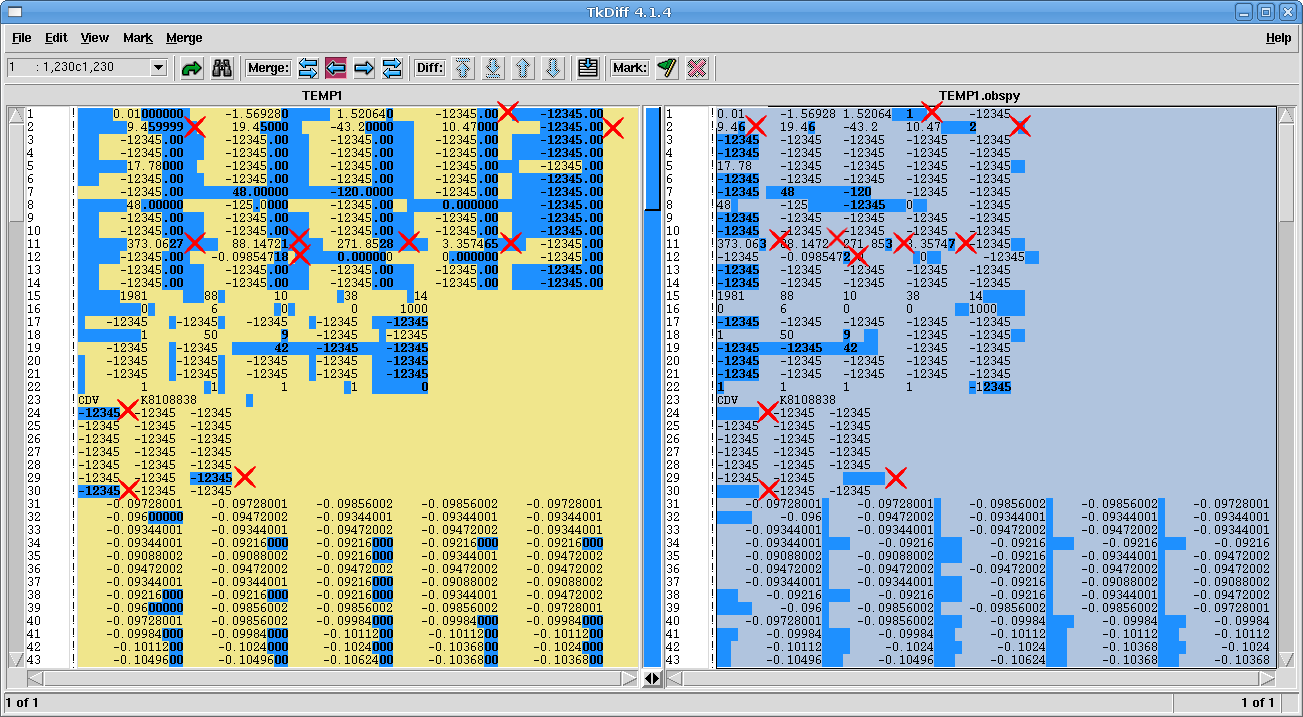 TkDiff 4.1.4
File Edit View Mark Merge Help
1 : 1,230c1,230 Merge: Diff: Mark:
TEMP1
1 ! 0.01000000 -1.569280 1.520640 -12345.00 -12345.00
2 ! 9.459999 19.45000 -43.20000 10.47000 -12345.00
3 ! -12345.00 -12345.00 -12345.00 -12345.00 -12345.00
4 ! -12345.00 -12345.00 -12345.00 -12345.00 -12345.00
5 ! 17.78000 -12345.00 -12345.00 -12345.00 -12345.00
6 ! -12345.00 -12345.00 -12345.00 -12345.00 -12345.00
7 ! -12345.00 48.00000 -120.0000 -12345.00 -12345.00
8 ! 48.00000 -125.0000 -12345.00 0.000000 -12345.00
9 ! -12345.00 -12345.00 -12345.00 -12345.00 -12345.00
10 ! -12345.00 -12345.00 -12345.00 -12345.00 -12345.00
11 ! 373.0627 88.14721 271.8528 3.357465 -12345.00
12 ! -12345.00 -0.09854718 0.000000 0.000000 -12345.00
13 ! -12345.00 -12345.00 -12345.00 -12345.00 -12345.00
14 ! -12345.00 -12345.00 -12345.00 -12345.00 -12345.00
15 ! 1981 88 10 38 14
16 ! 0 6 0 0 1000
17 ! -12345 -12345 -12345 -12345 -12345
18 ! 1 50 9 -12345 -12345
19 ! -12345 -12345 42 -12345 -12345
20 ! -12345 -12345 -12345 -12345 -12345
21 ! -12345 -12345 -12345 -12345 -12345
22 ! 1 1 1 1 0
23 ! CDV K8108838
24 ! -12345 -12345 -12345
25 ! -12345 -12345 -12345
26 ! -12345 -12345 -12345
27 ! -12345 -12345 -12345
28 ! -12345 -12345 -12345
29 ! -12345 -12345 -12345
30 ! -12345 -12345 -12345
31 ! -0.09728001 -0.09728001 -0.09856002 -0.09856002 -0.09728001
32 ! -0.09600000 -0.09472002 -0.09344001 -0.09344001 -0.09344001
33 ! -0.09344001 -0.09344001 -0.09472002 -0.09472002 -0.09344001
34 ! -0.09344001 -0.09216000 -0.09216000 -0.09216000 -0.09216000
35 ! -0.09088002 -0.09088002 -0.09216000 -0.09344001 -0.09472002
36 ! -0.09472002 -0.09472002 -0.09472002 -0.09344001 -0.09472002
37 ! -0.09344001 -0.09344001 -0.09216000 -0.09088002 -0.09088002
38 ! -0.09216000 -0.09344001 -0.09216000 -0.09344001 -0.09472002
39 ! -0.09600000 -0.09856002 -0.09856002 -0.09856002 -0.09728001
40 ! -0.09728001 -0.09984000 -0.09856002 -0.09984000 -0.09984000
41 ! -0.09984000 -0.09984000 -0.10112000 -0.10112000 -0.10112000
42 ! -0.10112000 -0.10240000 -0.10240000 -0.10368000 -0.10240000
43 ! -0.10496000 -0.10496000 -0.10624000 -0.10368000 -0.10368000
TEMP1.obspy
1 ! 0.01 -1.56928 1.52064 1 -12345
2 ! 9.46 19.46 -43.2 10.47 2
3 ! -12345 -12345 -12345 -12345 -12345
4 ! -12345 -12345 -12345 -12345 -12345
5 ! 17.78 -12345 -12345 -12345 -12345
6 ! -12345 -12345 -12345 -12345 -12345
7 ! -12345 48 -120 -12345 -12345
8 ! 48 -125 -12345 0 -12345
9 ! -12345 -12345 -12345 -12345 -12345
10 ! -12345 -12345 -12345 -12345 -12345
11 ! 373.063 88.1472 271.853 3.35747 -12345
12 ! -12345 -0.0985472 0 -12345
13 ! -12345 -12345 -12345 -12345 -12345
14 ! -12345 -12345 -12345 -12345 -12345
15 ! 1981 88 10 38 14
16 ! 0 6 0 0 1000
17 ! -12345 -12345 -12345 -12345 -12345
18 ! 1 50 9 -12345 -12345
19 ! -12345 -12345 42 -12345 -12345
20 ! -12345 -12345 -12345 -12345 -12345
21 ! -12345 -12345 -12345 -12345 -12345
22 ! 1 1 1 1 -12345
23 ! CDV K8108838
24 ! -12345 -12345
25 ! -12345 -12345 -12345
26 ! -12345 -12345 -12345
27 ! -12345 -12345 -12345
28 ! -12345 -12345 -12345
29 ! -12345 -12345
30 ! -12345 -12345
31 ! -0.09728001 -0.09728001 -0.09856002 -0.09856002 -0.09728001
32 ! -0.096 -0.09472002 -0.09344001 -0.09344001 -0.09344001
33 ! -0.09344001 -0.09344001 -0.09472002 -0.09472002 -0.09344001
34 ! -0.09344001 -0.09216 -0.09216 -0.09216 -0.09216
35 ! -0.09088002 -0.09088002 -0.09216 -0.09344001 -0.09472002
36 ! -0.09472002 -0.09472002 -0.09472002 -0.09344001 -0.09472002
37 ! -0.09344001 -0.09344001 -0.09216 -0.09088002 -0.09088002
38 ! -0.09216 -0.09344001 -0.09216 -0.09344001 -0.09472002
39 ! -0.096 -0.09856002 -0.09856002 -0.09856002 -0.09728001
40 ! -0.09728001 -0.09984 -0.09856002 -0.09984 -0.09984
41 ! -0.09984 -0.09984 -0.10112 -0.10112 -0.10112
42 ! -0.10112 -0.1024 -0.1024 -0.10368 -0.1024
43 ! -0.10496 -0.10496 -0.10624 -0.10368 -0.10368
1 of 1 1 of 1